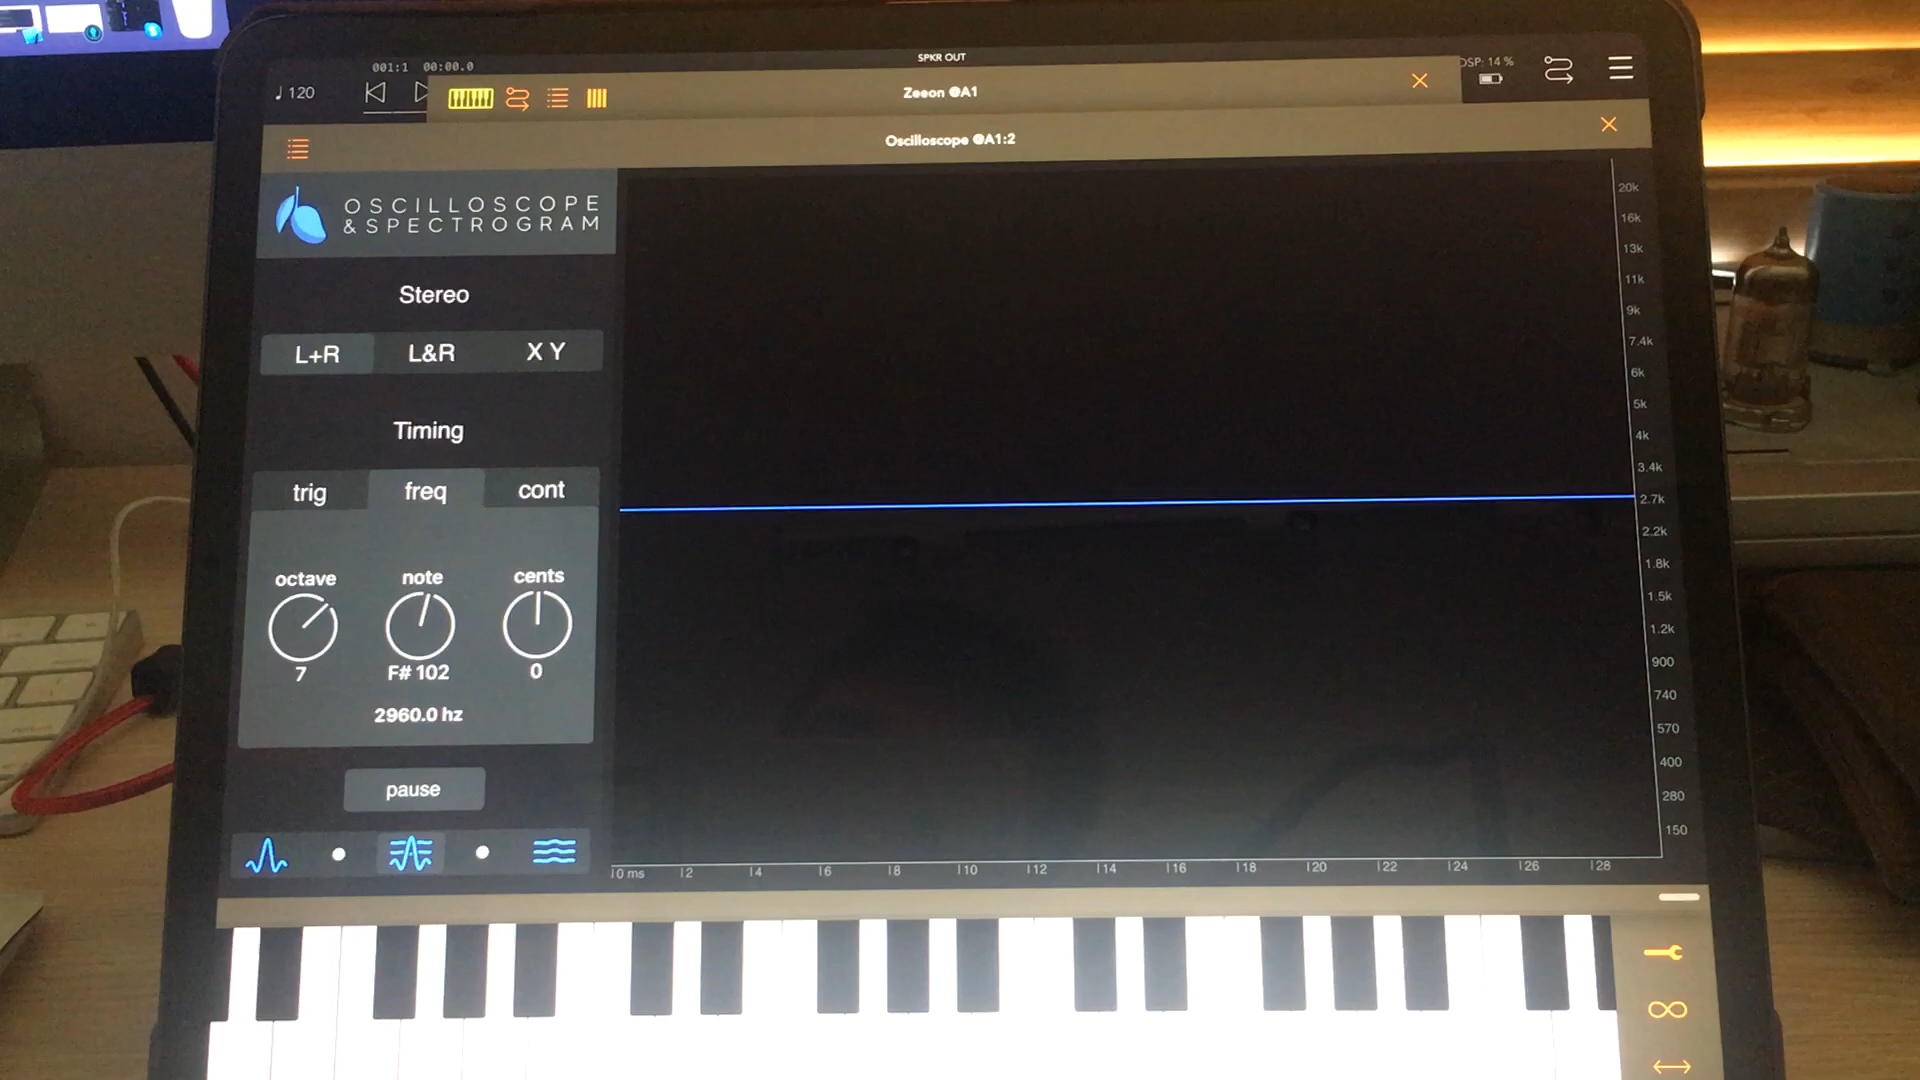 SPKR OUT
001:1 00:00.0
♩ 120
DSP: 14 %
Zeeon @A1
Oscilloscope @A1:2
OSCILLOSCOPE
& SPECTROGRAM
Stereo
L+R L&R X Y
Timing
trig freq cont
octave note cents
7 F# 102 0
2960.0 hz
pause
20k
16k
13k
11k
9k
7.4k
6k
5k
4k
3.4k
2.7k
2.2k
1.8k
1.5k
1.2k
900
740
570
400
280
150
0 ms 2 4 6 8 10 12 14 16 18 20 22 24 26 28